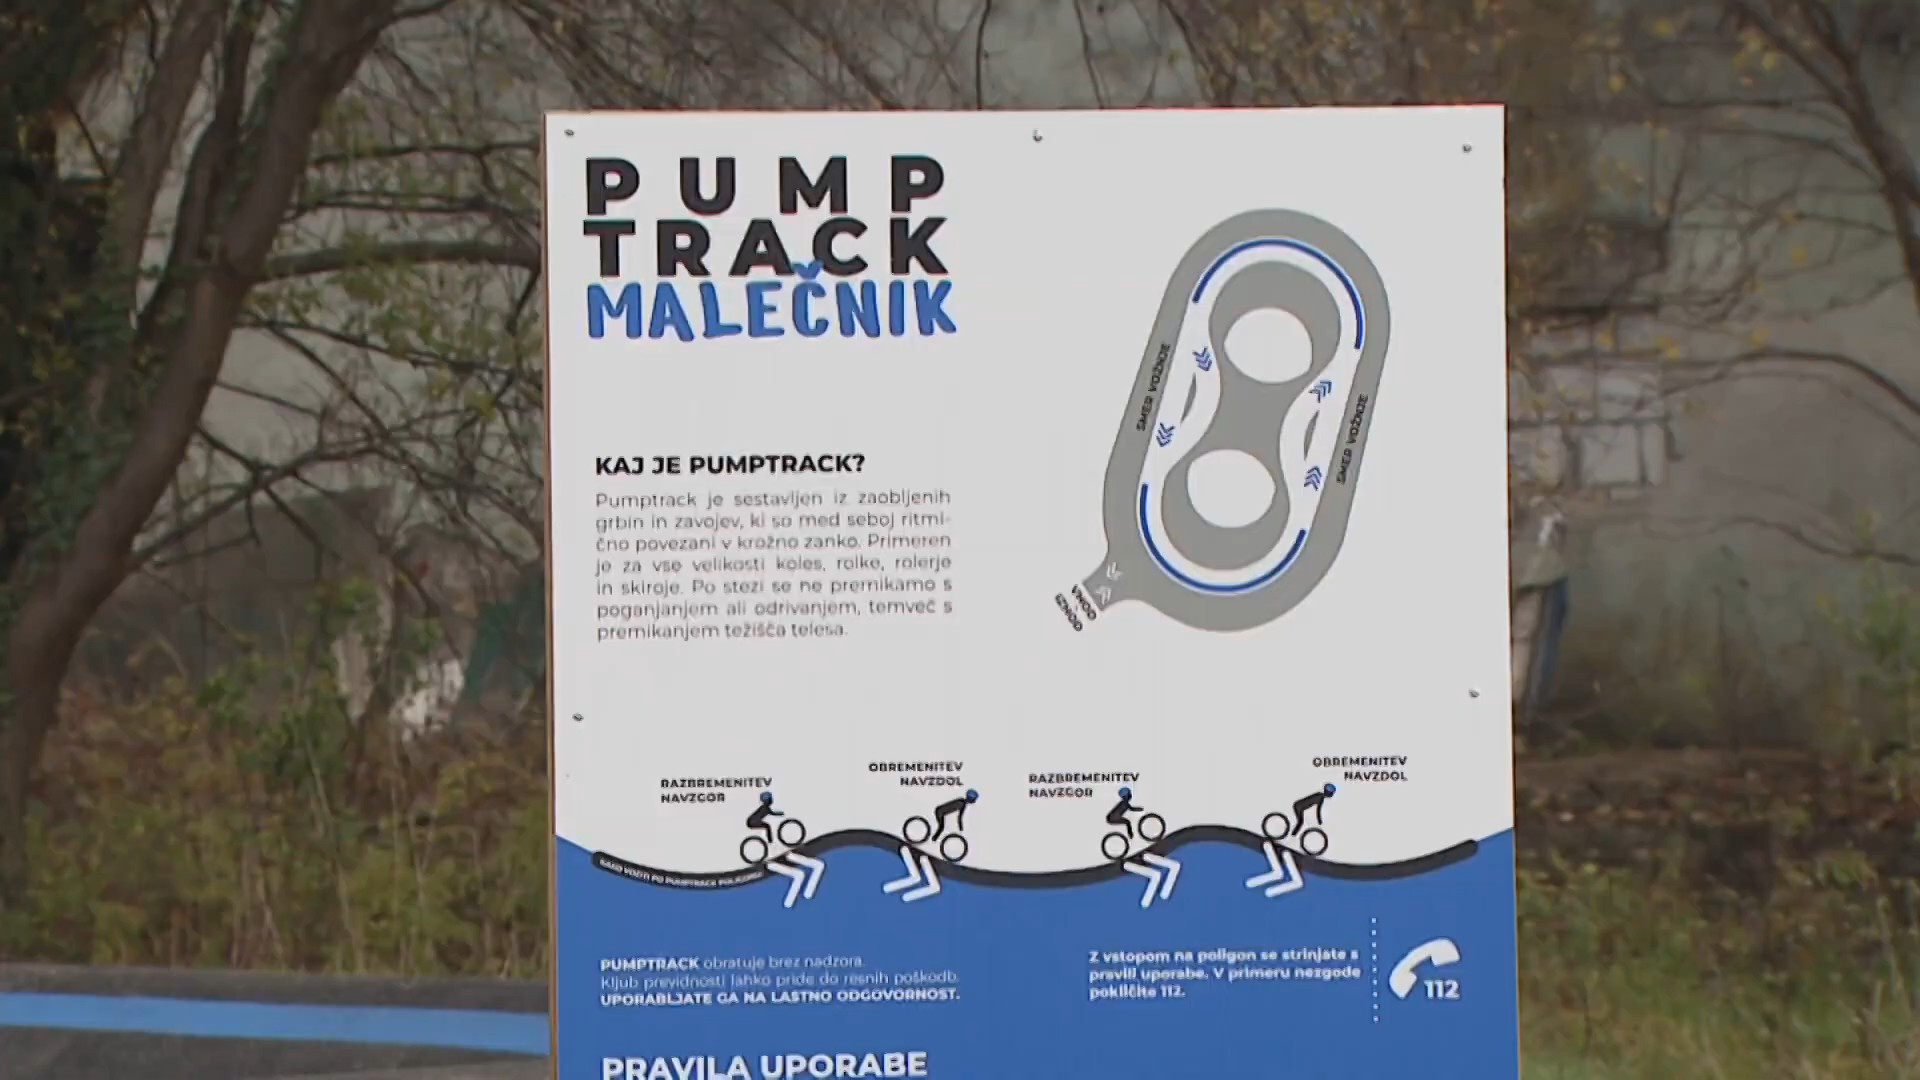 PUMP
TRACK
MALEČNIK
SMER VOŽNJE
SMER VOŽNJE
VHOD
IZHOD
KAJ JE PUMPTRACK?
Pumptrack je sestavljen iz zaobljenih
grbin in zavojev, ki so med seboj ritmi-
čno povezani v krožno zanko. Primeren
je za vse velikosti koles, rolke, rolerje
in skiroje. Po stezi se ne premikamo s
poganjanjem ali odrivanjem, temveč s
premikanjem težišča telesa.
RAZBREMENITEV
NAVZGOR
OBREMENITEV
NAVZDOL
RAZBREMENITEV
NAVZGOR
OBREMENITEV
NAVZDOL
KAKO VOZITI PO PUMPTRACK POLIGONU
PUMPTRACK obratuje brez nadzora.
Kljub previdnosti lahko pride do resnih poškodb.
UPORABLJATE GA NA LASTNO ODGOVORNOST.
Z vstopom na poligon se strinjate s
pravili uporabe. V primeru nezgode
pokličite 112.
112
PRAVILA UPORABE